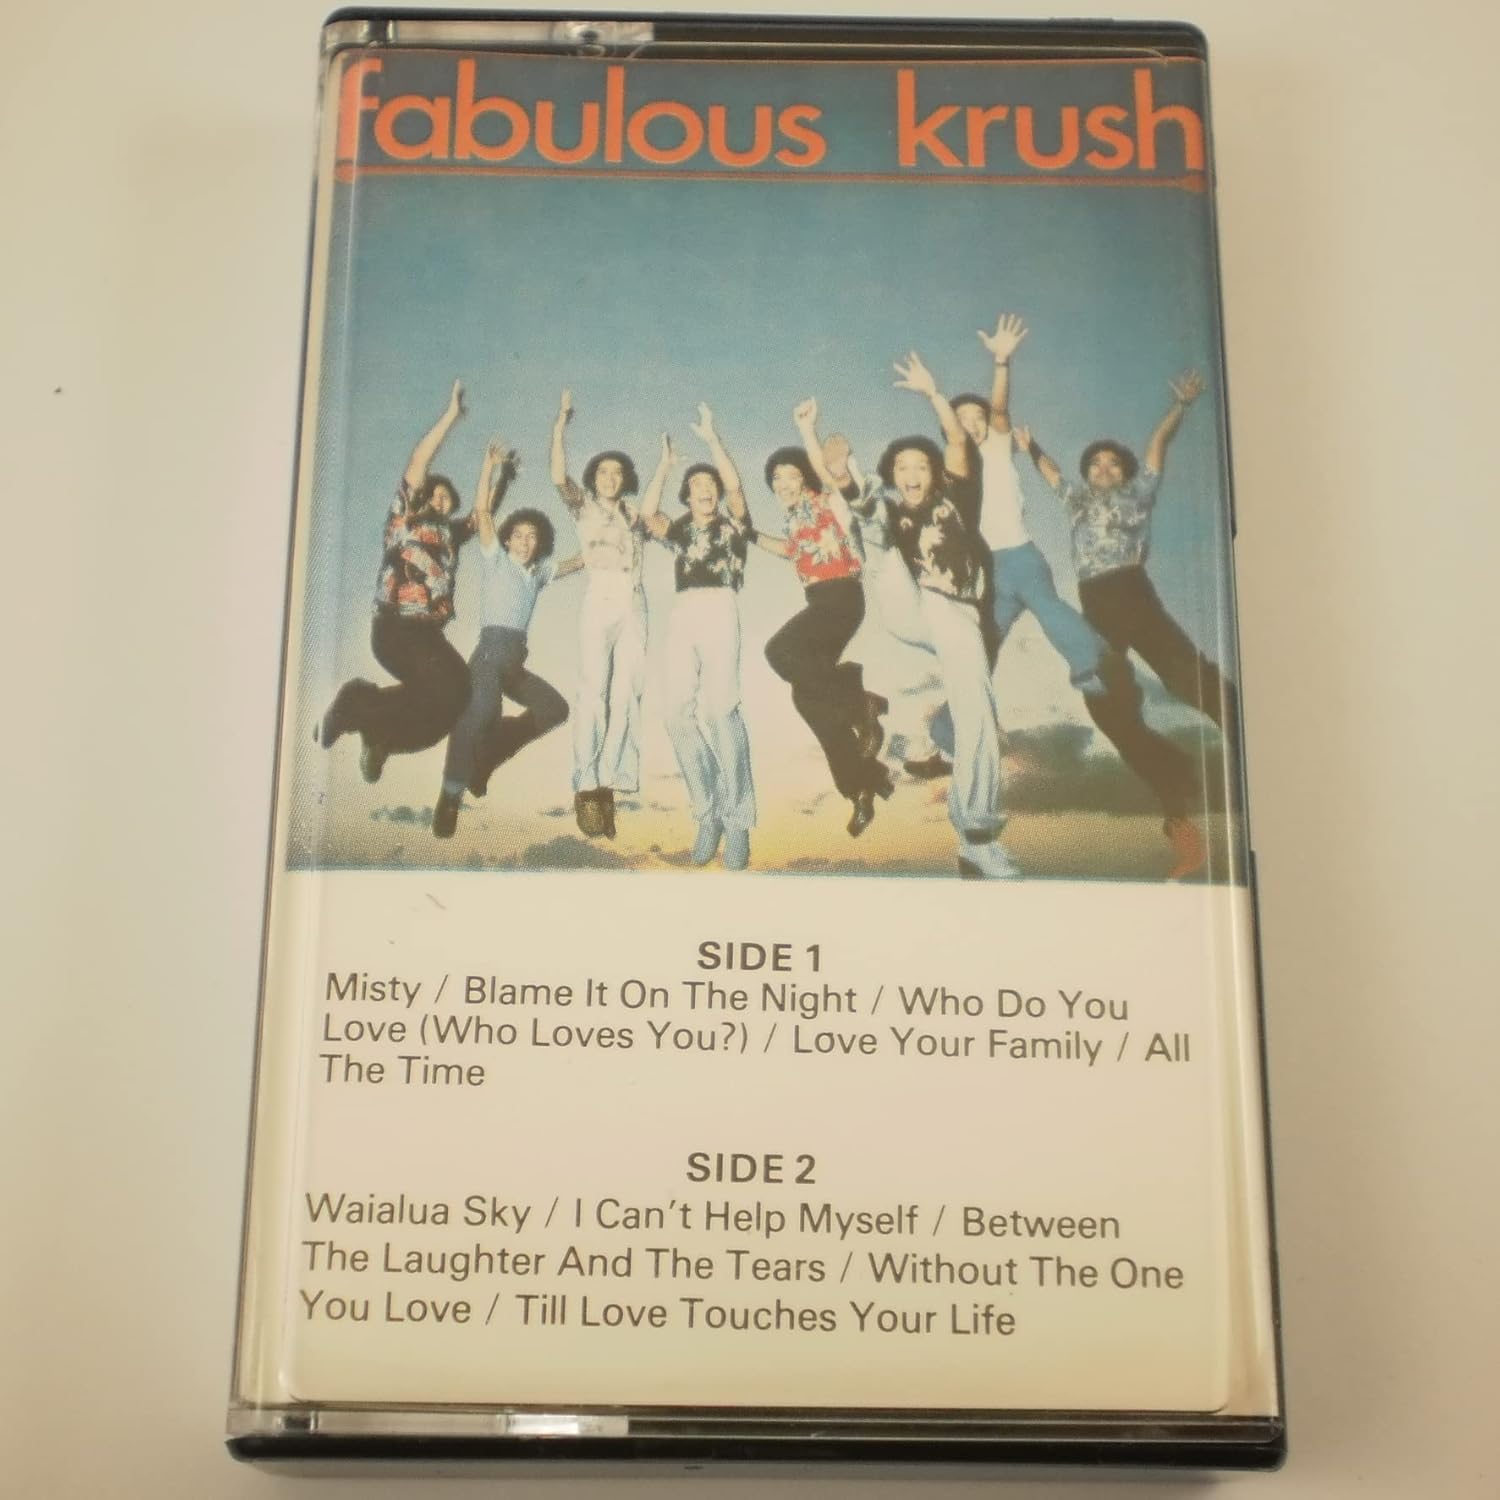 fabulous krush
SIDE 1
Misty / Blame It On The Night / Who Do You
Love (Who Loves You?) / Love Your Family / All
The Time
SIDE 2
Waialua Sky / I Can't Help Myself / Between
The Laughter And The Tears / Without The One
You Love / Till Love Touches Your Life